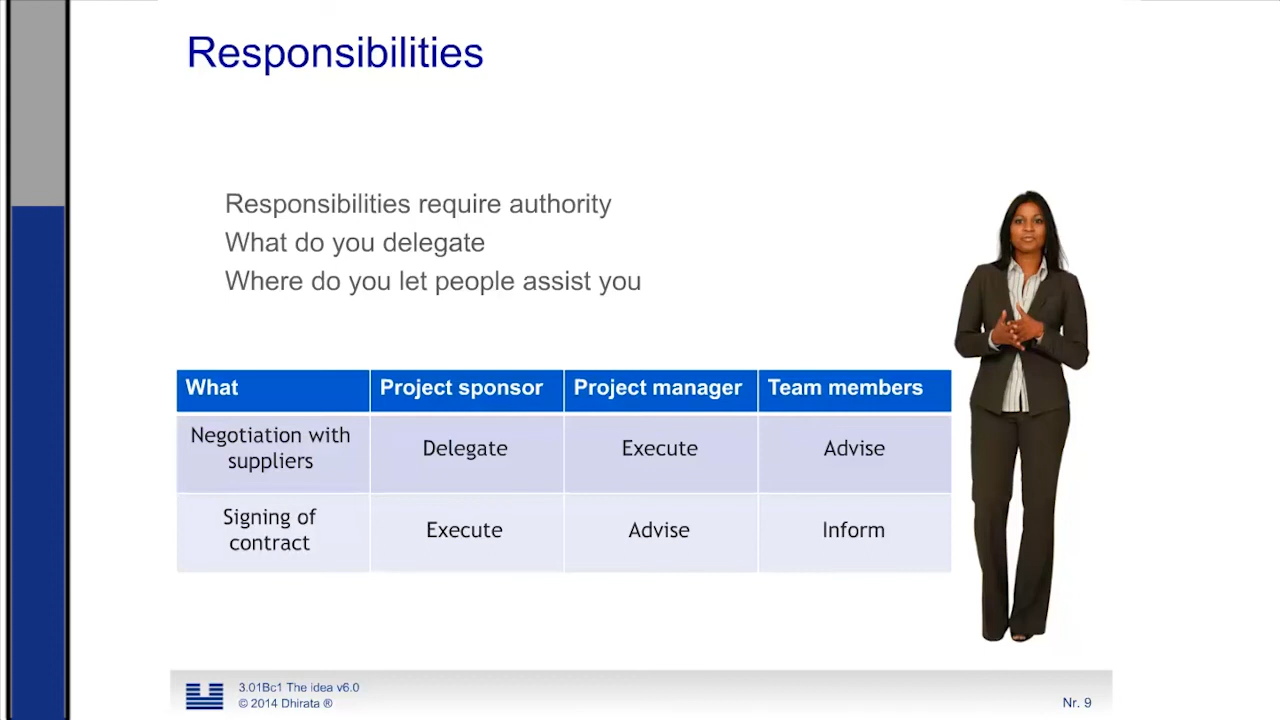 Responsibilities
Responsibilities require authority
What do you delegate
Where do you let people assist you
What Project sponsor Project manager Team members
Negotiation with
suppliers
Delegate Execute Advise
Signing of
contract
Execute Advise Inform
3.01Bc1 The idea v6.0
© 2014 Dhirata ®
Nr. 9